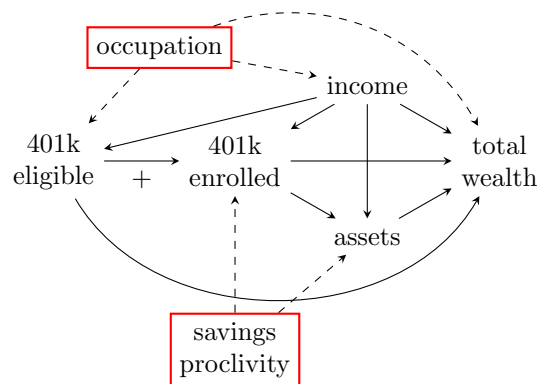 occupation
income
401k
eligible
+
401k
enrolled
total
wealth
assets
savings
proclivity